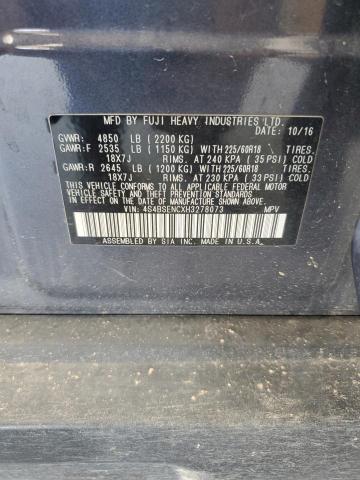 MFD BY FUJI HEAVY INDUSTRIES LTD.
DATE: 10/16
GVWR: 4850 LB (2200 KG)
GAWR:F 2535 LB (1150 KG) WITH 225/60R18 TIRES.
18X7J RIMS. AT 240 KPA (35 PSI) COLD
GAWR:R 2645 LB (1200 KG) WITH 225/60R18 TIRES.
18X7J RIMS. AT 230 KPA (33 PSI) COLD
THIS VEHICLE CONFORMS TO ALL APPLICABLE FEDERAL MOTOR
VEHICLE SAFETY AND BUMPER STANDARDS IN EFFECT ON THE
DATE OF MANUFACTURE SHOWN ABOVE.
VIN: 4S4BSENCXH3278073 MPV
ASSEMBLED BY SIA INC. MADE IN U.S.A.